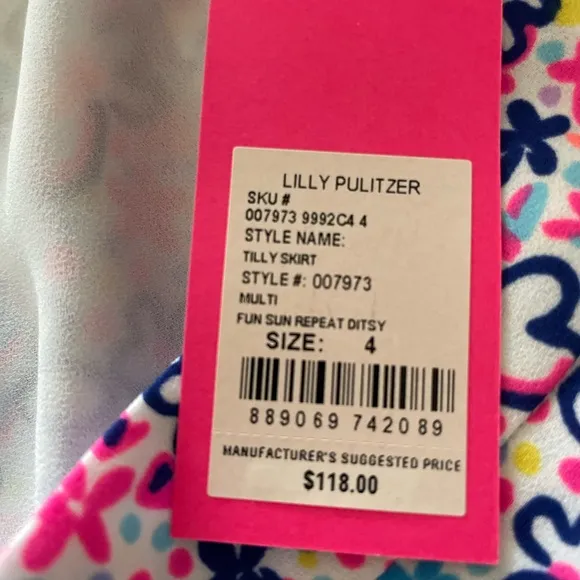 LILLY PULITZER
SKU #
007973 9992C4 4
STYLE NAME:
TILLY SKIRT
STYLE #: 007973
MULTI
FUN SUN REPEAT DITSY
SIZE: 4
889069 742089
MANUFACTURER'S SUGGESTED PRICE
$118.00